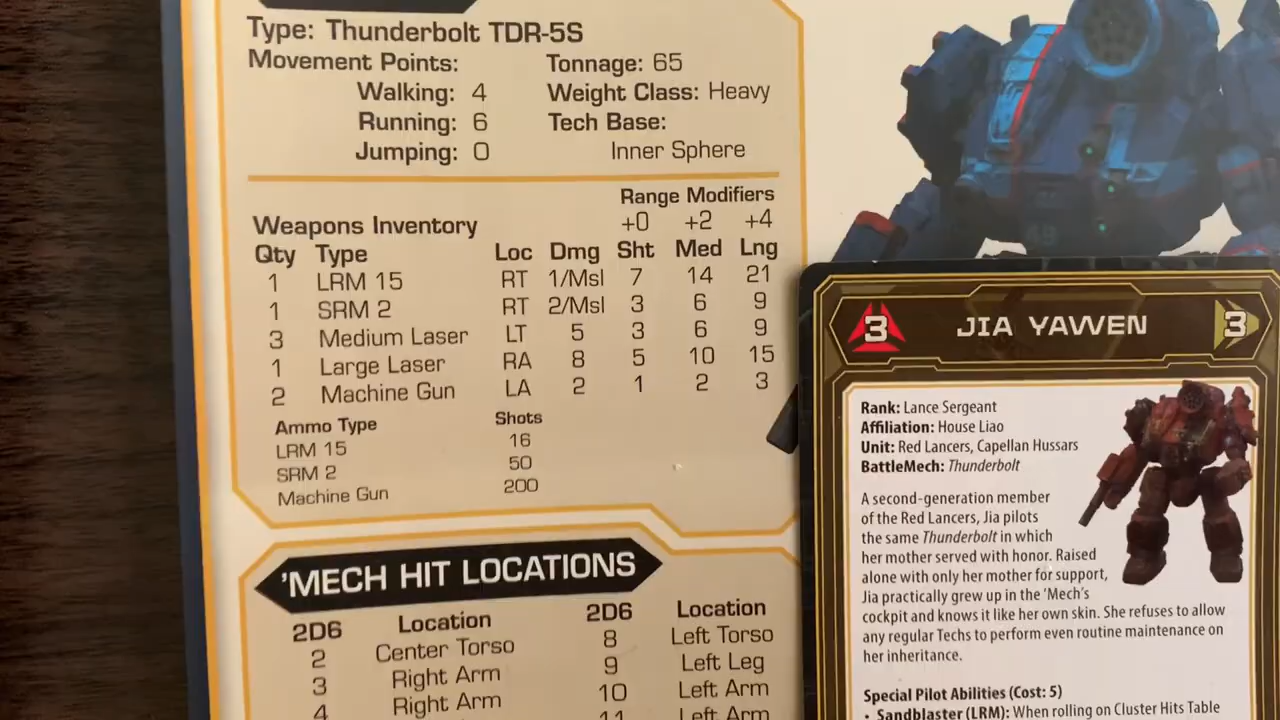 Type: Thunderbolt TDR-5S
Movement Points:
Walking: 4
Running: 6
Jumping: 0
Tonnage: 65
Weight Class: Heavy
Tech Base:
Inner Sphere
Weapons Inventory
Range Modifiers
+0 +2 +4
Qty Type Loc Dmg Sht Med Lng
1 LRM 15 RT 1/Msl 7 14 21
1 SRM 2 RT 2/Msl 3 6 9
3 Medium Laser LT 5 3 6 9
1 Large Laser RA 8 5 10 15
2 Machine Gun LA 2 1 2 3
Ammo Type Shots
LRM 15 16
SRM 2 50
Machine Gun 200
'MECH HIT LOCATIONS
2D6 Location 2D6 Location
2 Center Torso 8 Left Torso
3 Right Arm 9 Left Leg
4 Right Arm 10 Left Arm
11 Left Arm
3 JIA YAWEN 3
Rank: Lance Sergeant
Affiliation: House Liao
Unit: Red Lancers, Capellan Hussars
BattleMech: Thunderbolt
A second-generation member
of the Red Lancers, Jia pilots
the same Thunderbolt in which
her mother served with honor. Raised
alone with only her mother for support,
Jia practically grew up in the 'Mech's
cockpit and knows it like her own skin. She refuses to allow
any regular Techs to perform even routine maintenance on
her inheritance.
Special Pilot Abilities (Cost: 5)
• Sandblaster (LRM): When rolling on Cluster Hits Table